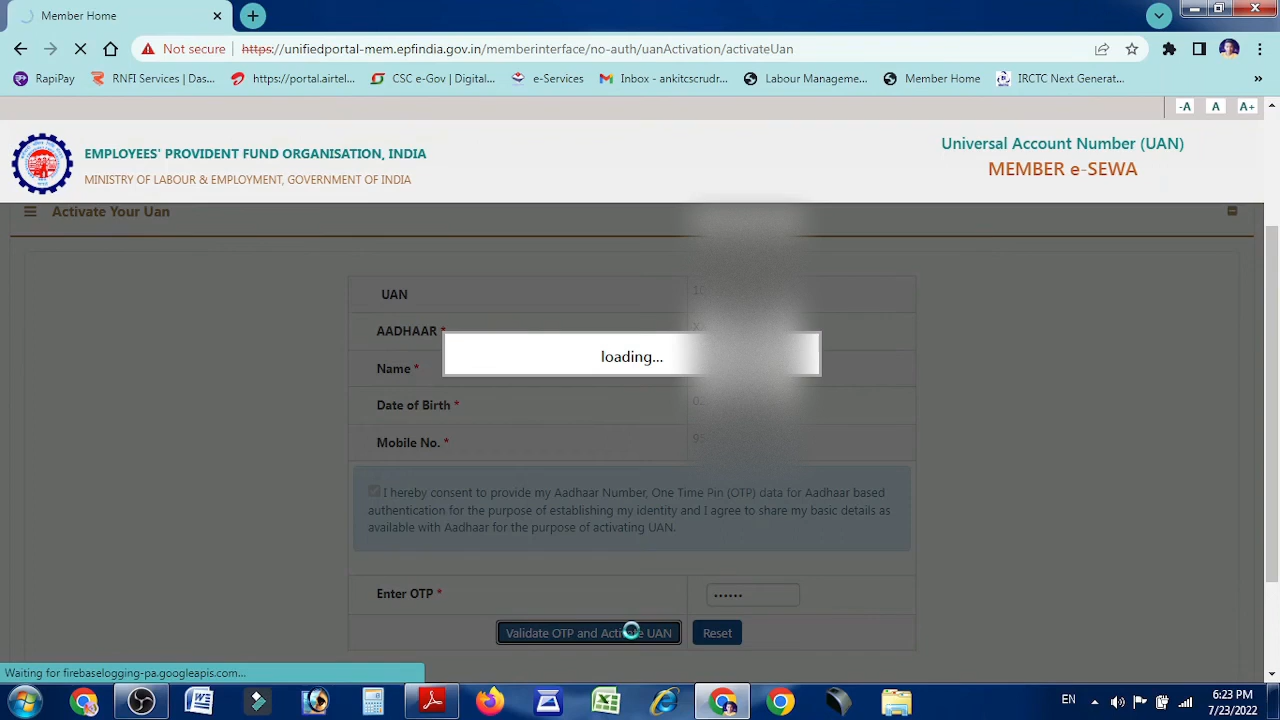 Member Home
Not secure
https://unifiedportal-mem.epfindia.gov.in/memberinterface/no-auth/uanActivation/activateUan
RapiPay
RNFI Services | Das...
https://portal.airtel...
CSC e-Gov | Digital...
e-Services
Inbox - ankitcscrudr...
Labour Manageme...
Member Home
IRCTC Next Generat...
»
-A A A+
EMPLOYEES' PROVIDENT FUND ORGANISATION, INDIA
MINISTRY OF LABOUR & EMPLOYMENT, GOVERNMENT OF INDIA
Universal Account Number (UAN)
MEMBER e-SEWA
Activate Your Uan
UAN
AADHAAR *
loading...
Name *
Date of Birth *
Mobile No. *
I hereby consent to provide my Aadhaar Number, One Time Pin (OTP) data for Aadhaar based
authentication for the purpose of establishing my identity and I agree to share my basic details as
available with Aadhaar for the purpose of activating UAN.
Enter OTP * ••••••
Validate OTP and Activate UAN Reset
Waiting for firebaselogging-pa.googleapis.com...
EN
6:23 PM
7/23/2022